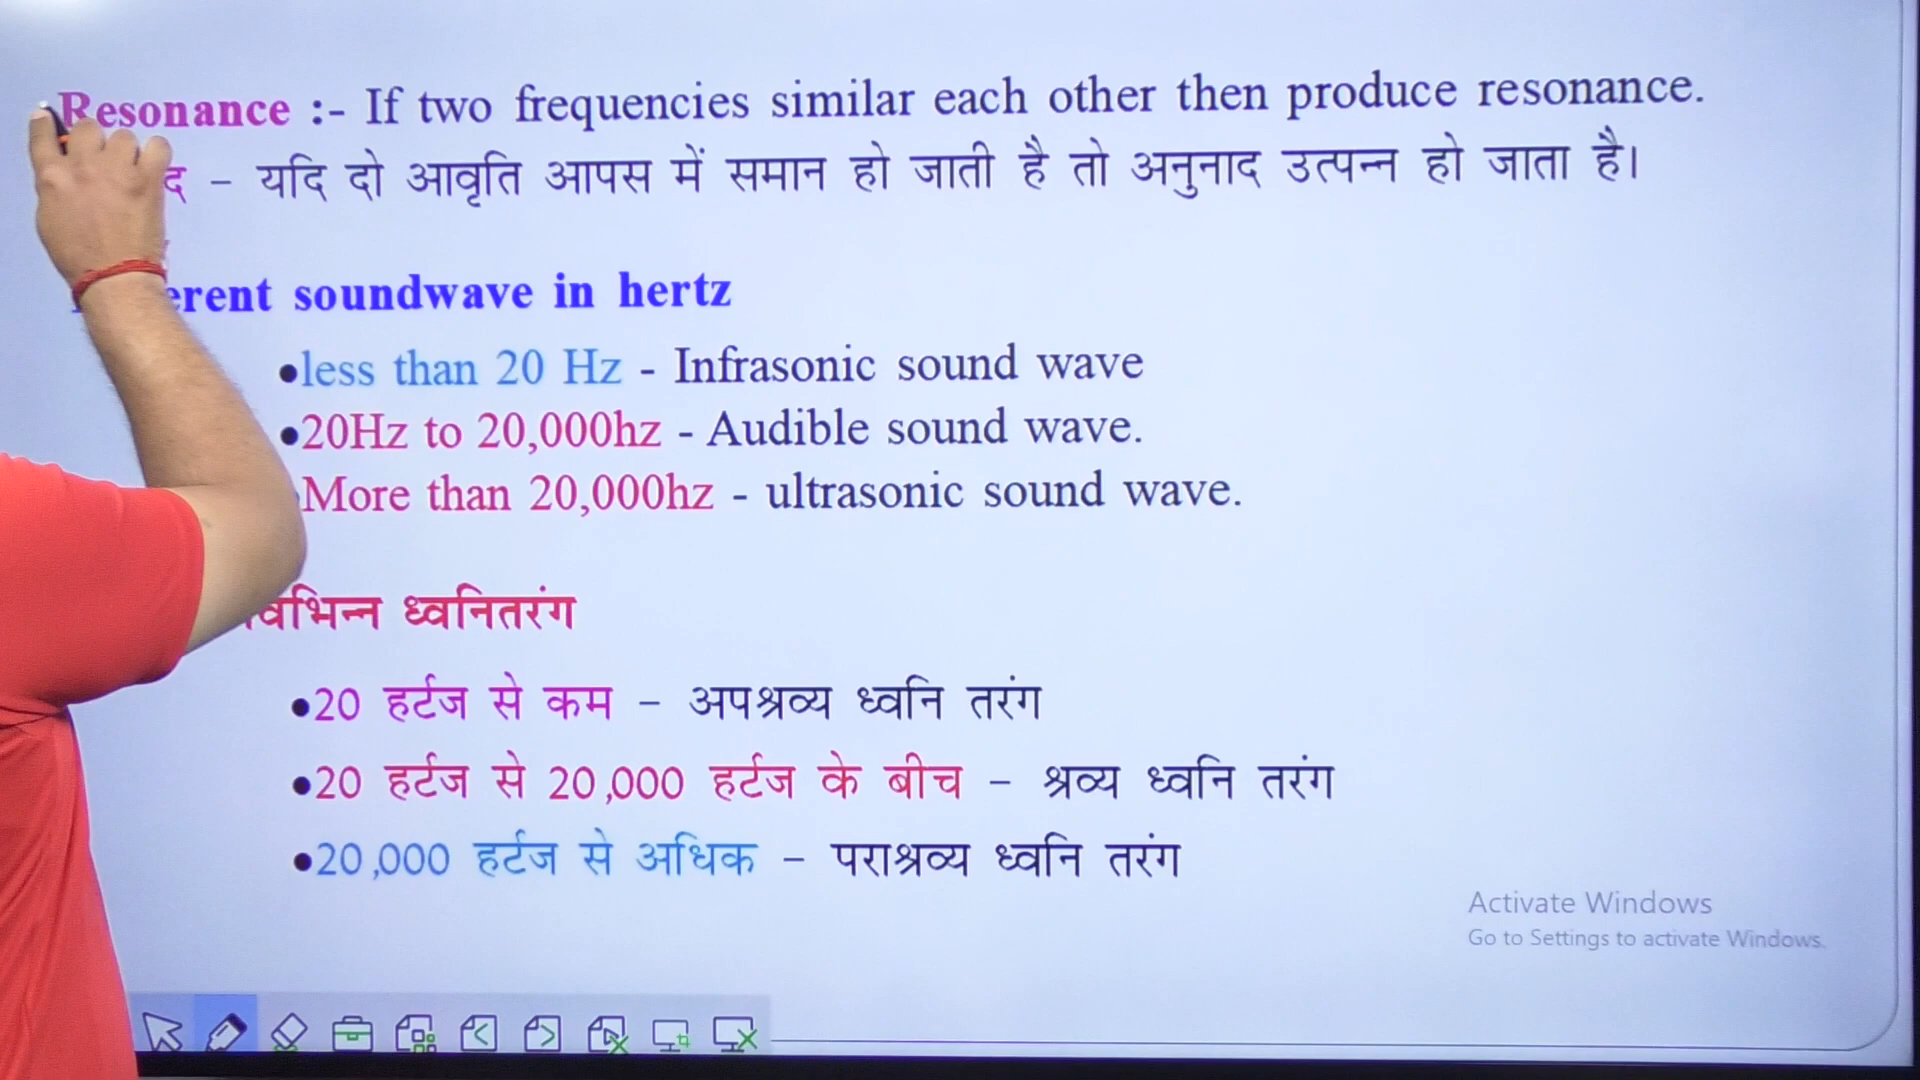 Resonance :- If two frequencies similar each other then produce resonance.
द – यदि दो आवृति आपस में समान हो जाती है तो अनुनाद उत्पन्न हो जाता है।
erent soundwave in hertz
•less than 20 Hz - Infrasonic sound wave
•20Hz to 20,000hz - Audible sound wave.
More than 20,000hz - ultrasonic sound wave.
विभिन्न ध्वनितरंग
•20 हर्टज से कम – अपश्रव्य ध्वनि तरंग
•20 हर्टज से 20,000 हर्टज के बीच – श्रव्य ध्वनि तरंग
•20,000 हर्टज से अधिक – पराश्रव्य ध्वनि तरंग
Activate Windows
Go to Settings to activate Windows.